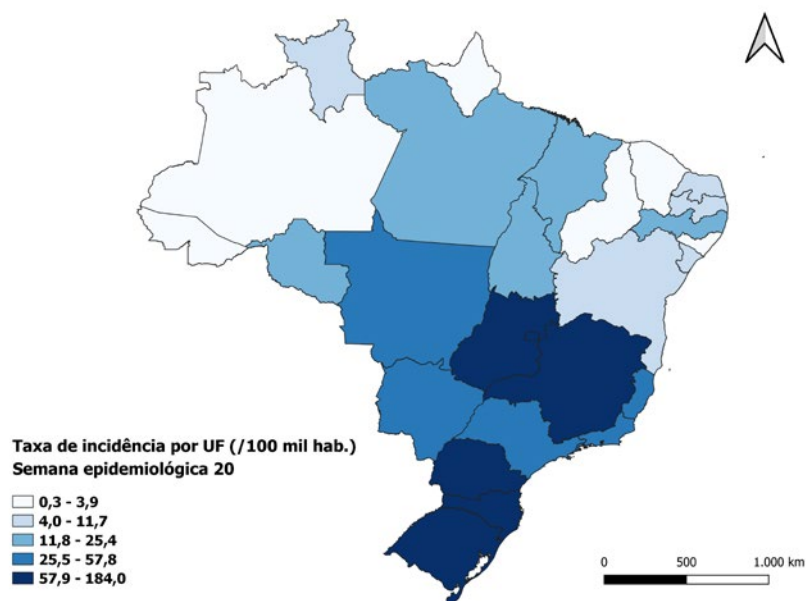 Taxa de incidência por UF (/100 mil hab.)
Semana epidemiológica 20
0,3 - 3,9
4,0 - 11,7
11,8 - 25,4
25,5 - 57,8
57,9 - 184,0
0 500 1.000 km